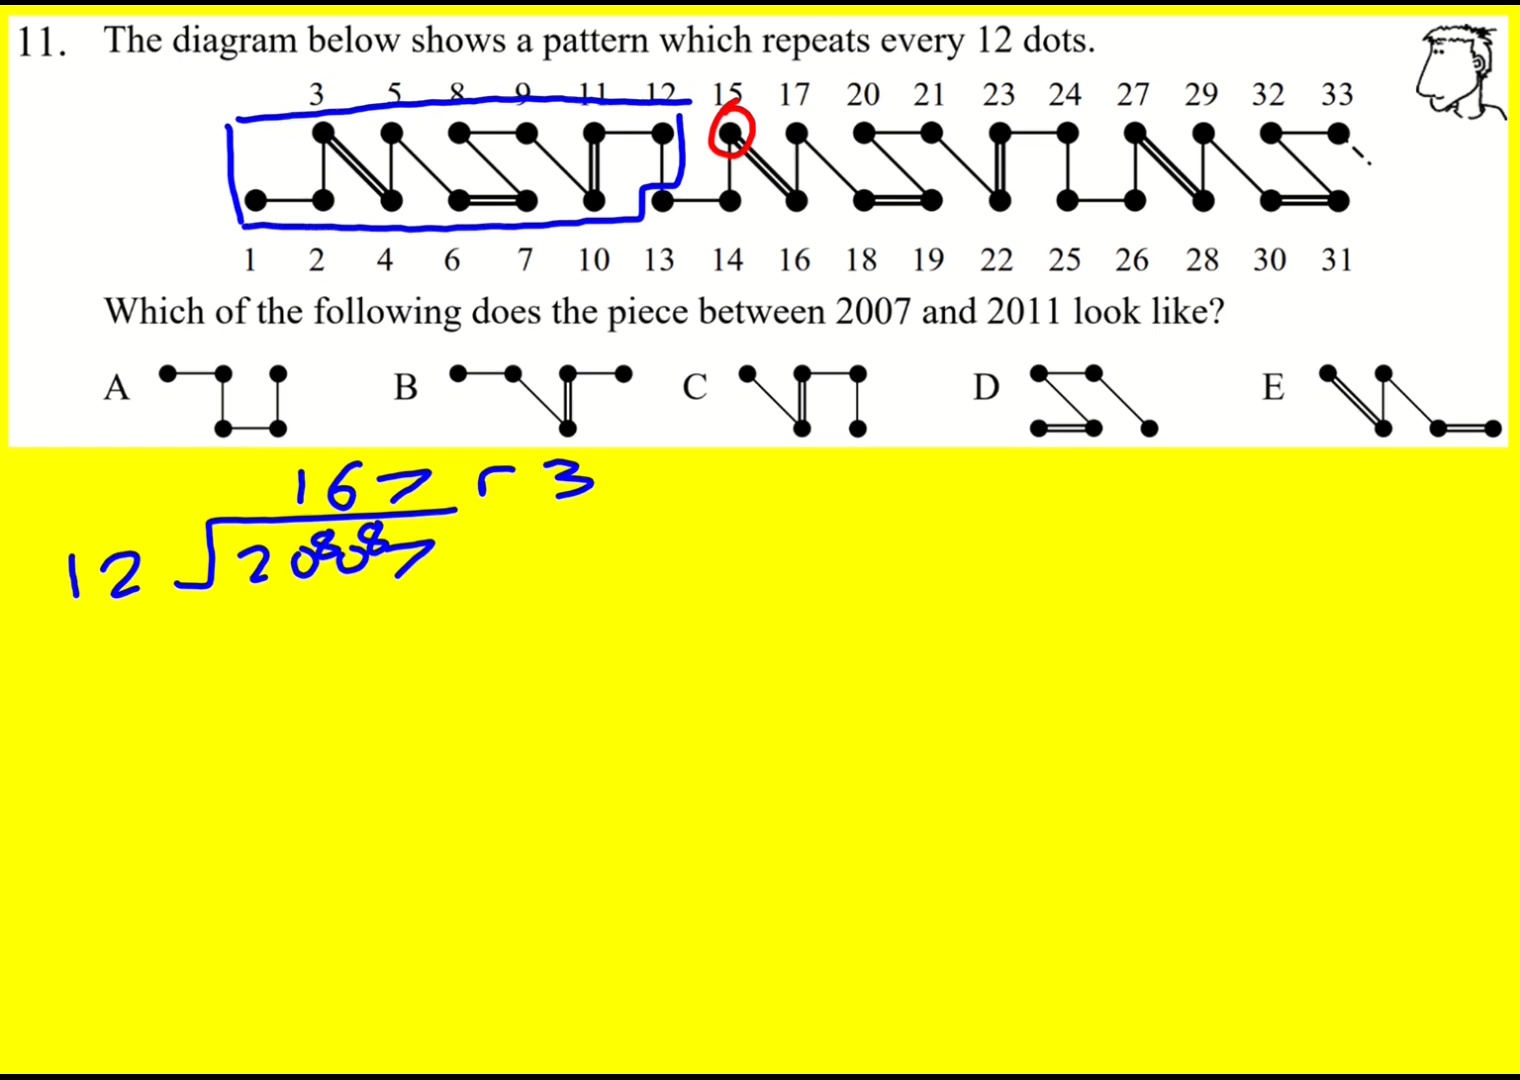 11. The diagram below shows a pattern which repeats every 12 dots.
3 5 8 9 11 12 15 17 20 21 23 24 27 29 32 33
1 2 4 6 7 10 13 14 16 18 19 22 25 26 28 30 31
Which of the following does the piece between 2007 and 2011 look like?
A B C D E
167 r 3
12 208087